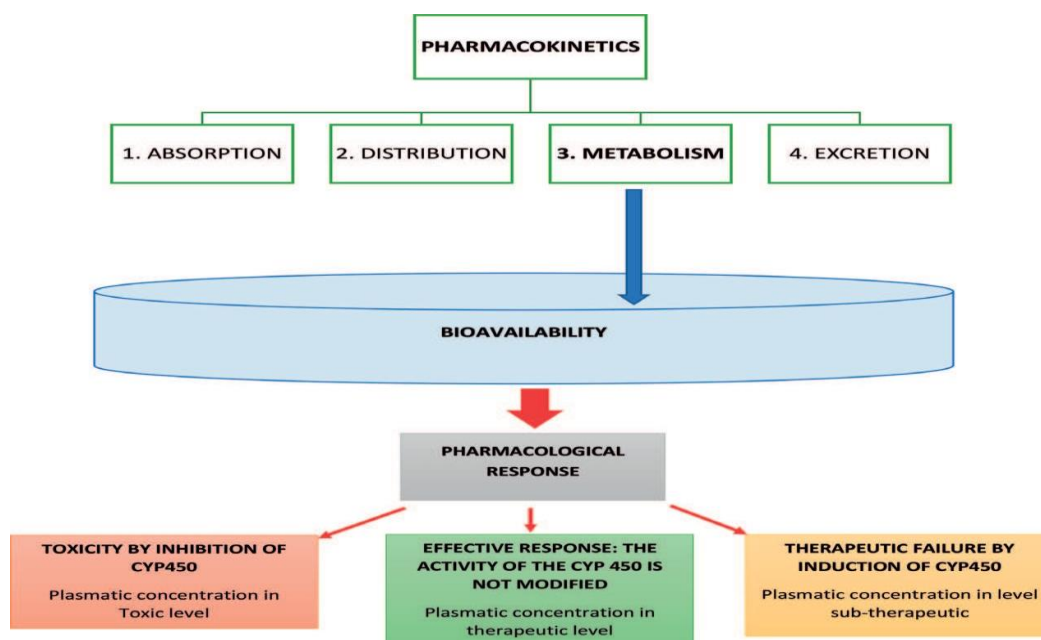 PHARMACOKINETICS
1. ABSORPTION
2. DISTRIBUTION
3. METABOLISM
4. EXCRETION
BIOAVAILABILITY
PHARMACOLOGICAL
RESPONSE
TOXICITY BY INHIBITION OF
CYP450
Plasmatic concentration in
Toxic level
EFFECTIVE RESPONSE: THE
ACTIVITY OF THE CYP 450 IS
NOT MODIFIED
Plasmatic concentration in
therapeutic level
THERAPEUTIC FAILURE BY
INDUCTION OF CYP450
Plasmatic concentration in level
sub-therapeutic